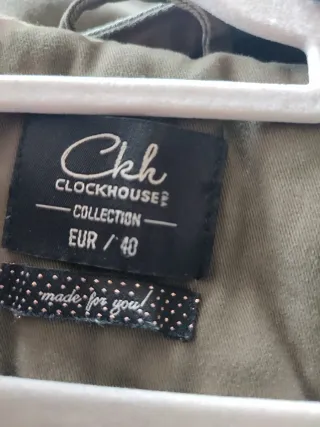 Ckh
CLOCKHOUSE
COLLECTION
EUR / 40
made for you!